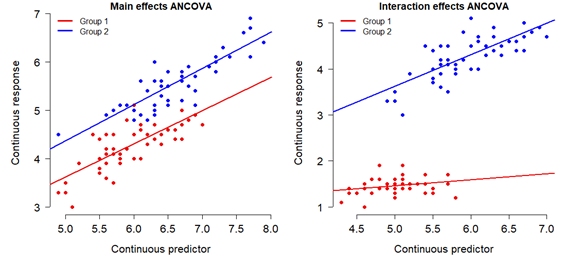 Main effects ANCOVA
Group 1
Group 2
7
6
5
4
3
Continuous response
5.0 5.5 6.0 6.5 7.0 7.5 8.0
Continuous predictor
Interaction effects ANCOVA
Group 1
Group 2
5
4
3
2
1
Continuous response
4.5 5.0 5.5 6.0 6.5 7.0
Continuous predictor